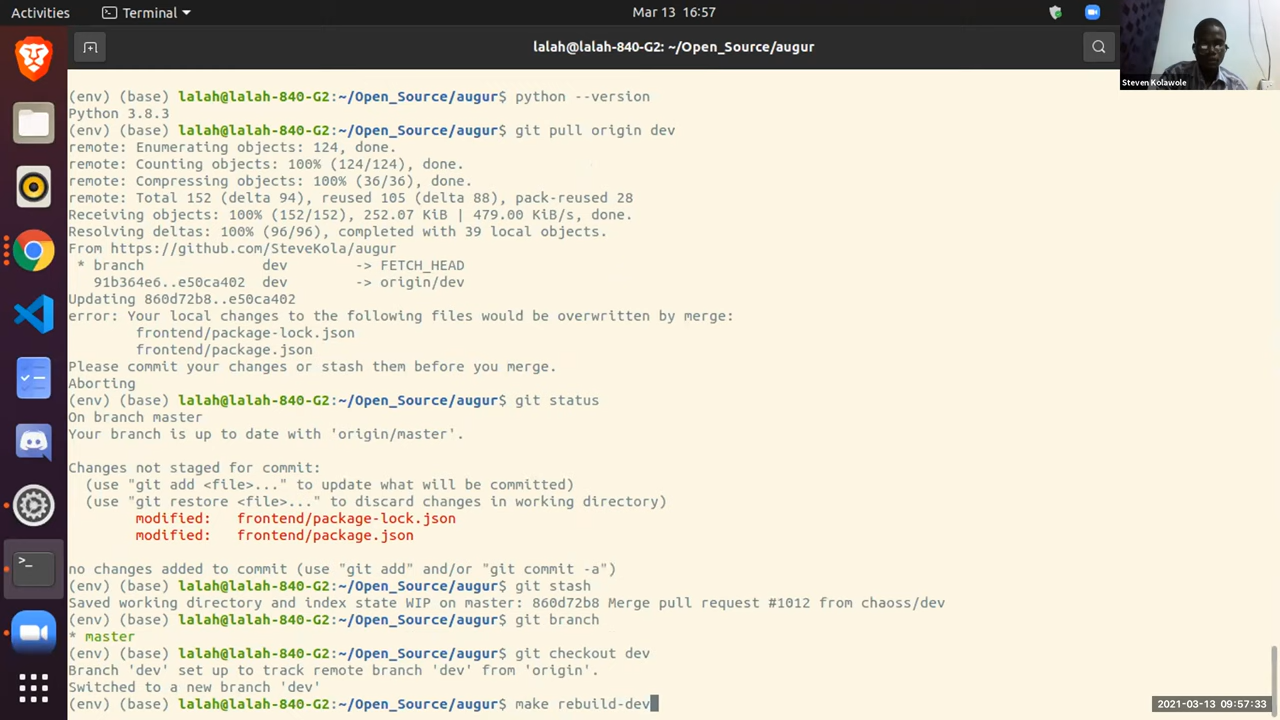 Activities
Terminal
Mar 13 16:57
lalah@lalah-840-G2: ~/Open_Source/augur
Steven Kolawole
(env) (base) lalah@lalah-840-G2:~/Open_Source/augur$ python --version
Python 3.8.3
(env) (base) lalah@lalah-840-G2:~/Open_Source/augur$ git pull origin dev
remote: Enumerating objects: 124, done.
remote: Counting objects: 100% (124/124), done.
remote: Compressing objects: 100% (36/36), done.
remote: Total 152 (delta 94), reused 105 (delta 88), pack-reused 28
Receiving objects: 100% (152/152), 252.07 KiB | 479.00 KiB/s, done.
Resolving deltas: 100% (96/96), completed with 39 local objects.
From https://github.com/SteveKola/augur
 * branch              dev        -> FETCH_HEAD
   91b364e6..e50ca402  dev        -> origin/dev
Updating 860d72b8..e50ca402
error: Your local changes to the following files would be overwritten by merge:
        frontend/package-lock.json
        frontend/package.json
Please commit your changes or stash them before you merge.
Aborting
(env) (base) lalah@lalah-840-G2:~/Open_Source/augur$ git status
On branch master
Your branch is up to date with 'origin/master'.
Changes not staged for commit:
  (use "git add <file>..." to update what will be committed)
  (use "git restore <file>..." to discard changes in working directory)
        modified:   frontend/package-lock.json
        modified:   frontend/package.json
no changes added to commit (use "git add" and/or "git commit -a")
(env) (base) lalah@lalah-840-G2:~/Open_Source/augur$ git stash
Saved working directory and index state WIP on master: 860d72b8 Merge pull request #1012 from chaoss/dev
(env) (base) lalah@lalah-840-G2:~/Open_Source/augur$ git branch
* master
(env) (base) lalah@lalah-840-G2:~/Open_Source/augur$ git checkout dev
Branch 'dev' set up to track remote branch 'dev' from 'origin'.
Switched to a new branch 'dev'
(env) (base) lalah@lalah-840-G2:~/Open_Source/augur$ make rebuild-dev
2021-03-13 09:57:33